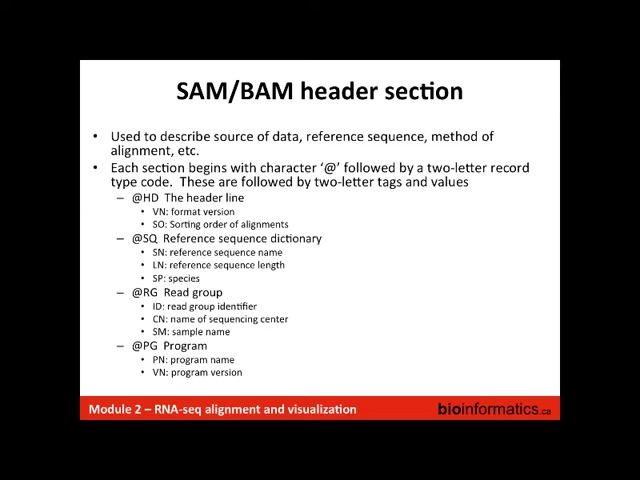 SAM/BAM header section
• Used to describe source of data, reference sequence, method of
alignment, etc.
• Each section begins with character ‘@’ followed by a two-letter record
type code.  These are followed by two-letter tags and values
– @HD  The header line
• VN: format version
• SO: Sorting order of alignments
– @SQ  Reference sequence dictionary
• SN: reference sequence name
• LN: reference sequence length
• SP: species
– @RG  Read group
• ID: read group identifier
• CN: name of sequencing center
• SM: sample name
– @PG  Program
• PN: program name
• VN: program version
Module 2 – RNA-seq alignment and visualization
bioinformatics.ca